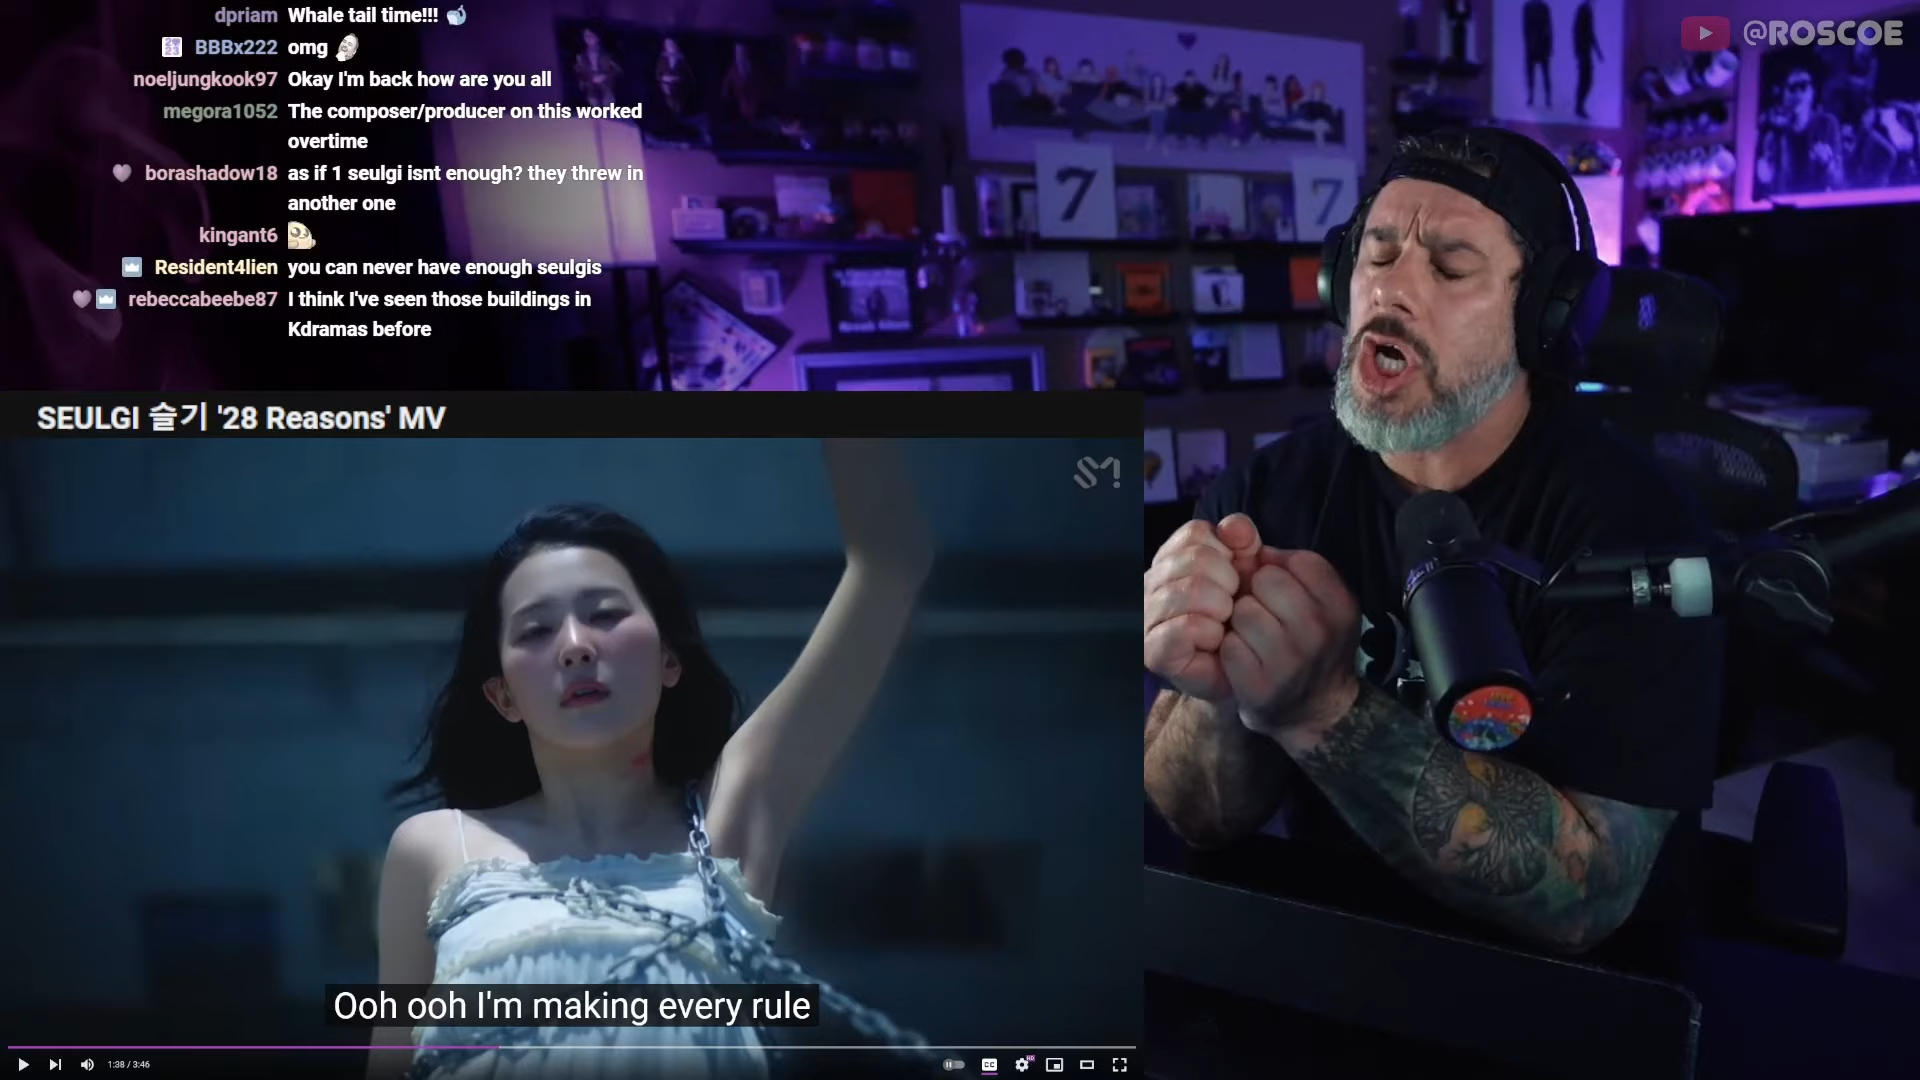 dpriam Whale tail time!!!
BBBx222 omg
noeljungkook97 Okay I'm back how are you all
megora1052 The composer/producer on this worked
overtime
borashadow18 as if 1 seulgi isnt enough? they threw in
another one
kingant6
Resident4lien you can never have enough seulgis
rebeccabeebe87 I think I've seen those buildings in
Kdramas before
@ROSCOE
7
7
SEULGI 슬기 '28 Reasons' MV
SM
Ooh ooh I'm making every rule
1:38 / 3:46
CC
HD